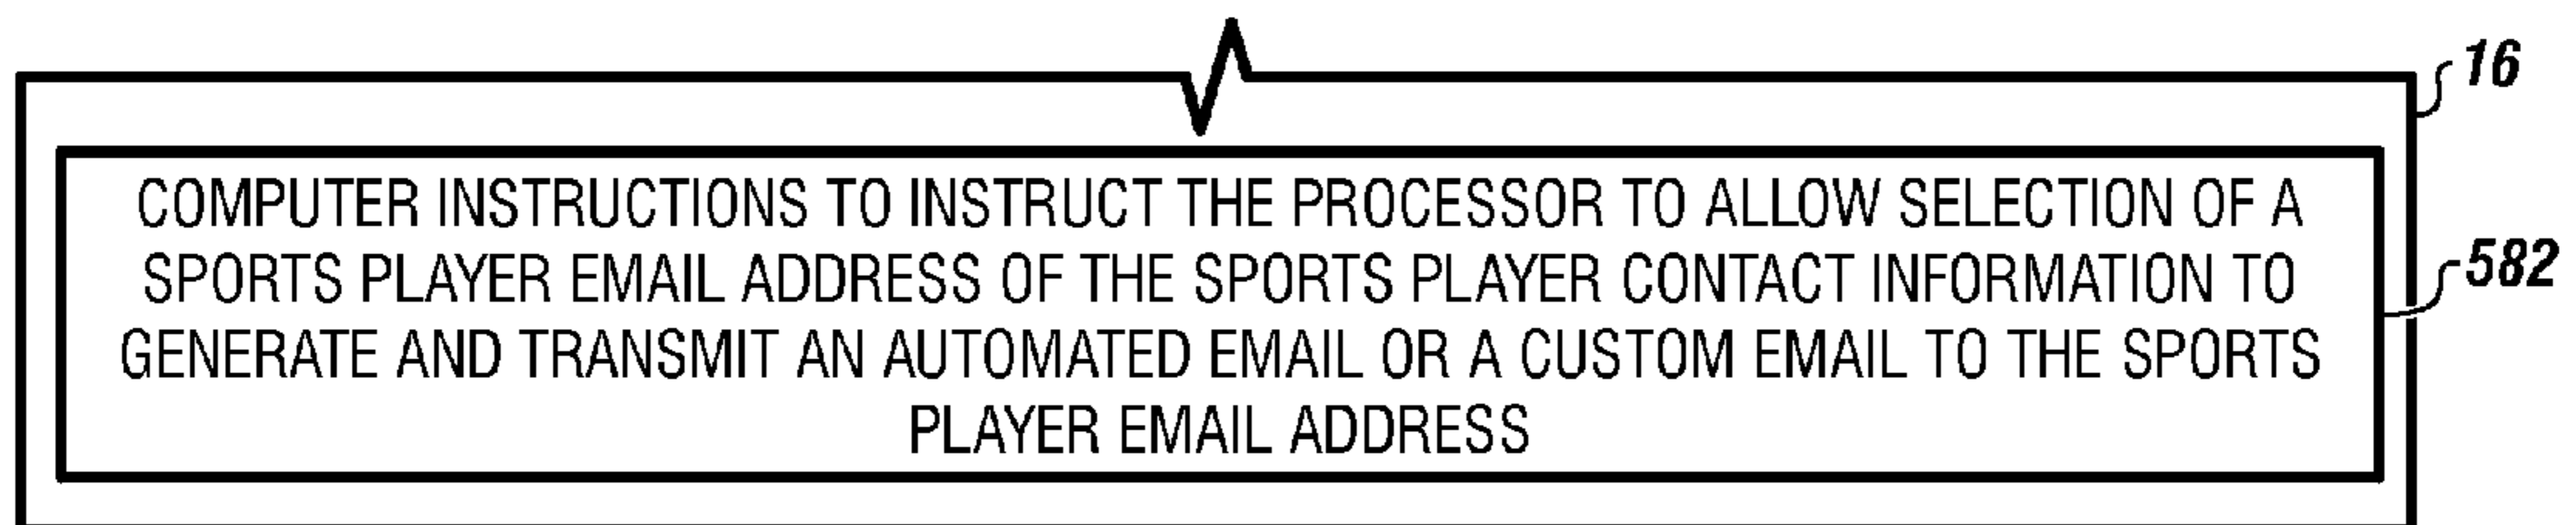 16
COMPUTER INSTRUCTIONS TO INSTRUCT THE PROCESSOR TO ALLOW SELECTION OF A
SPORTS PLAYER EMAIL ADDRESS OF THE SPORTS PLAYER CONTACT INFORMATION TO
GENERATE AND TRANSMIT AN AUTOMATED EMAIL OR A CUSTOM EMAIL TO THE SPORTS
PLAYER EMAIL ADDRESS
582